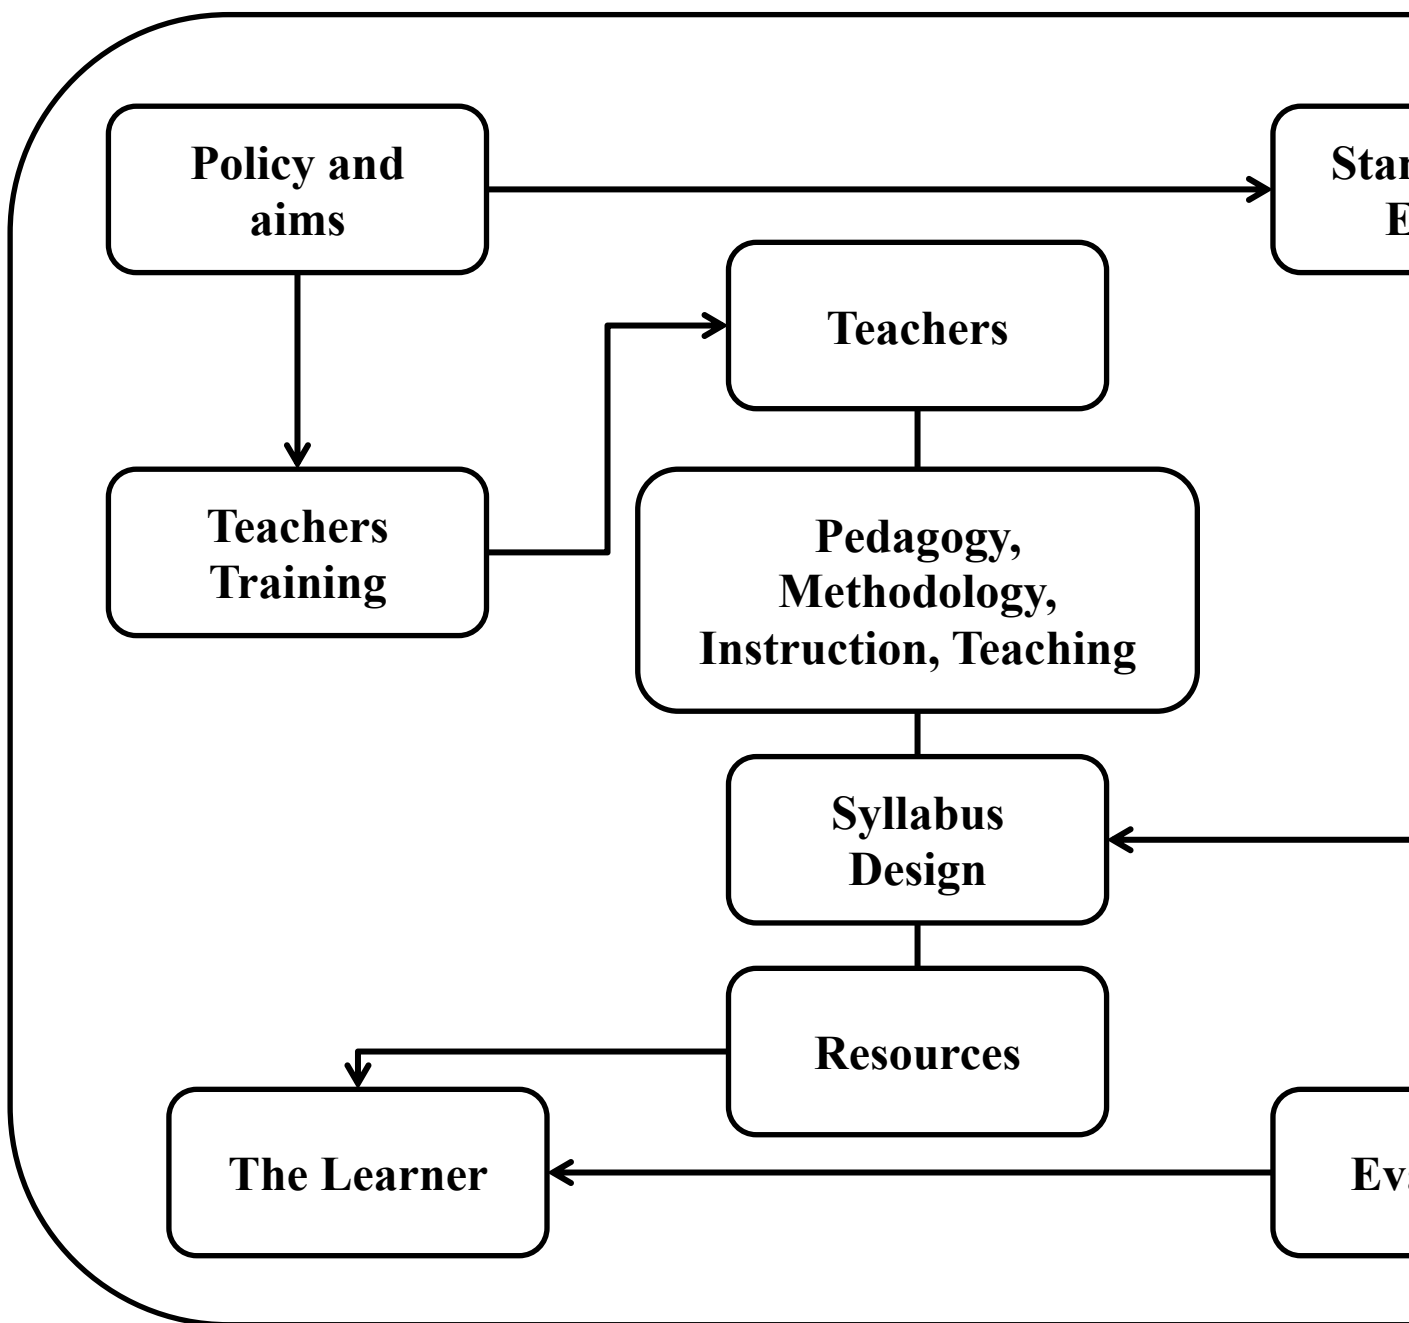 Policy and
aims
Teachers
Teachers
Training
Pedagogy,
Methodology,
Instruction, Teaching
Syllabus
Design
Resources
The Learner